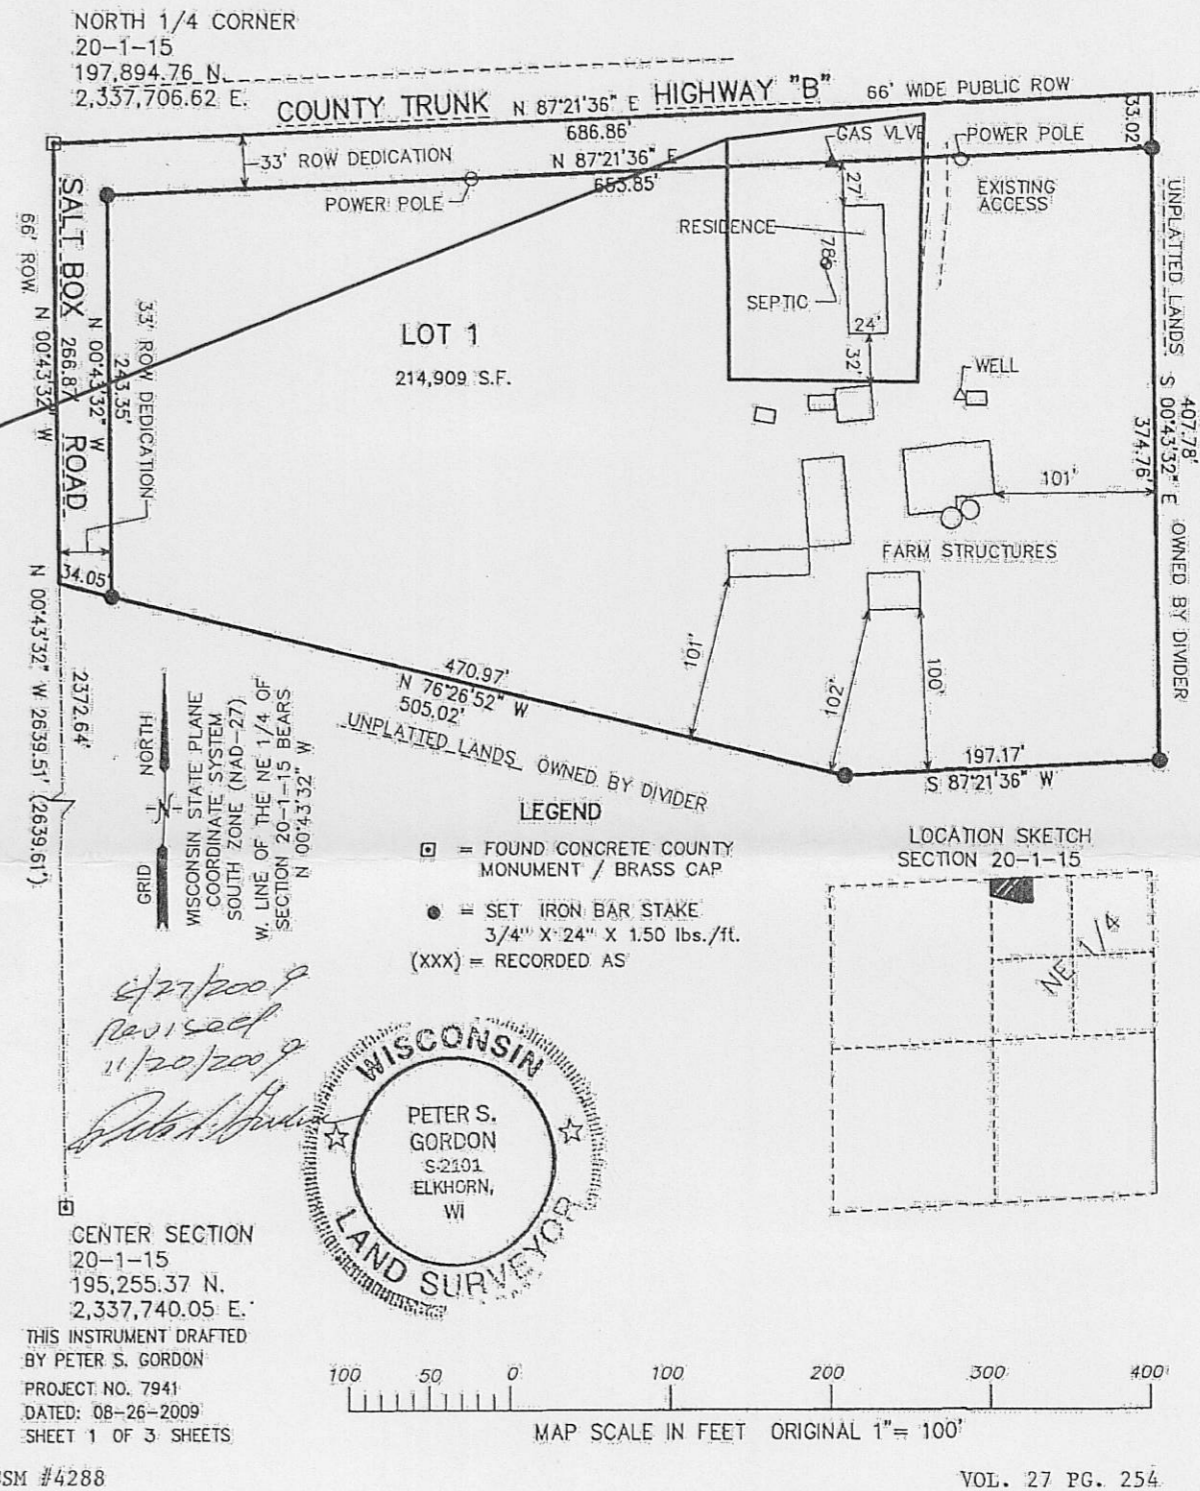 NORTH 1/4 CORNER
20-1-15
197,894.76 N.
2,337,706.62 E.
COUNTY TRUNK N 87°21'36" E HIGHWAY "B" 66' WIDE PUBLIC ROW
686.86'
33' ROW DEDICATION
N 87°21'36" E
653.85'
GAS VLVE
POWER POLE
33.02'
POWER POLE
EXISTING
ACCESS
27'
RESIDENCE
78'
SEPTIC
24'
32'
WELL
LOT 1
214,909 S.F.
SALT BOX ROAD
66' ROW
N 00°43'32" W
266.87'
N 00°43'32" W
243.35'
33' ROW DEDICATION
34.05'
UNPLATTED LANDS OWNED BY DIVIDER
S 00°43'32" E
407.78'
374.76'
101'
FARM STRUCTURES
101'
102'
100'
470.97'
N 76°26'52" W
505.02'
UNPLATTED LANDS OWNED BY DIVIDER
197.17'
S 87°21'36" W
N 00°43'32" W 2639.51' (2639.61')
2372.64'
GRID N NORTH
WISCONSIN STATE PLANE
COORDINATE SYSTEM
SOUTH ZONE (NAD-27)
W. LINE OF THE NE 1/4 OF
SECTION 20-1-15 BEARS
N 00°43'32" W
LEGEND
= FOUND CONCRETE COUNTY
MONUMENT / BRASS CAP
= SET IRON BAR STAKE
3/4" X 24" X 1.50 lbs./ft.
(XXX) = RECORDED AS
LOCATION SKETCH
SECTION 20-1-15
NE 1/4
/27/2009
Revised
11/20/2009
WISCONSIN
PETER S.
GORDON
S-2101
ELKHORN,
WI
LAND SURVEYOR
CENTER SECTION
20-1-15
195,255.37 N.
2,337,740.05 E.
THIS INSTRUMENT DRAFTED
BY PETER S. GORDON
PROJECT NO. 7941
DATED: 08-26-2009
SHEET 1 OF 3 SHEETS
100 50 0 100 200 300 400
MAP SCALE IN FEET ORIGINAL 1"= 100'
SM #4288
VOL. 27 PG. 254